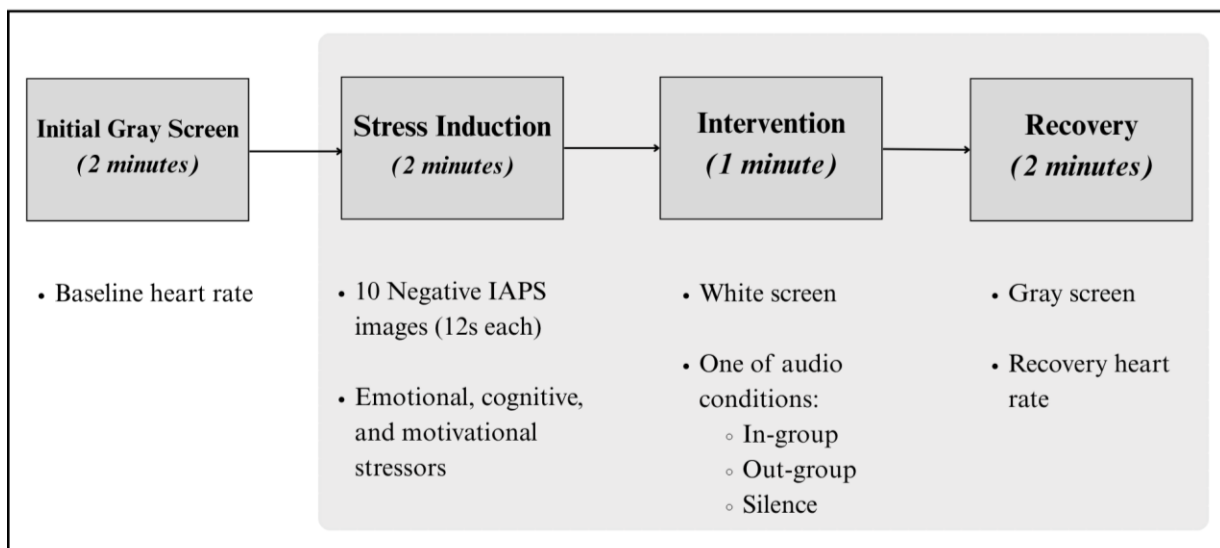 Initial Gray Screen
(2 minutes)
Stress Induction
(2 minutes)
Intervention
(1 minute)
Recovery
(2 minutes)
• Baseline heart rate
• 10 Negative IAPS
images (12s each)
• Emotional, cognitive,
and motivational
stressors
• White screen
• One of audio
conditions:
◦ In-group
◦ Out-group
◦ Silence
• Gray screen
• Recovery heart
rate